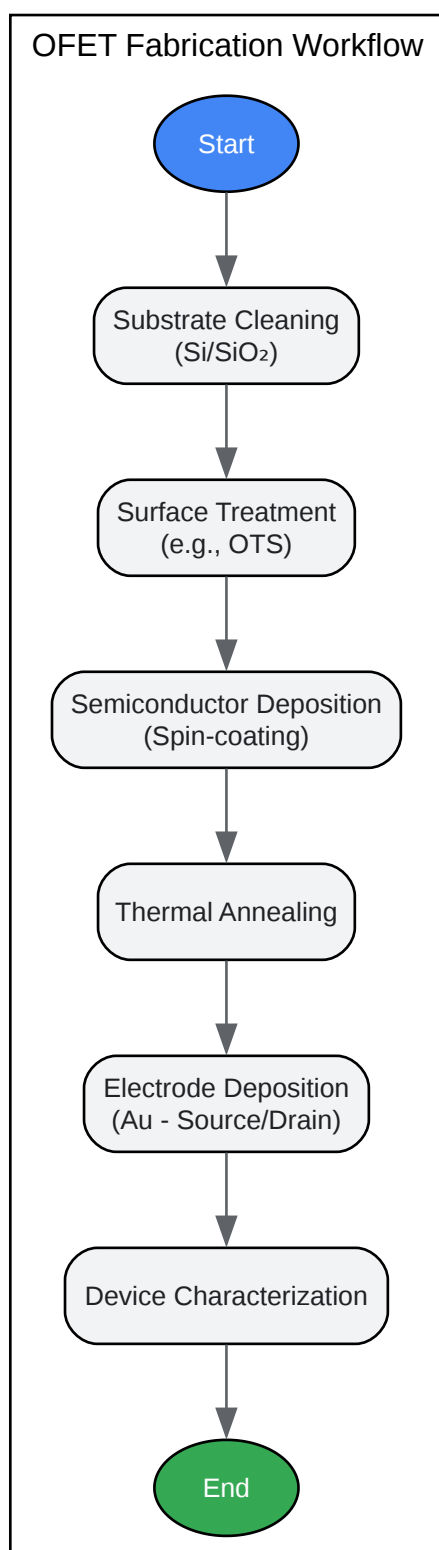 OFET Fabrication Workflow
Start
Substrate Cleaning
(Si/SiO₂)
Surface Treatment
(e.g., OTS)
Semiconductor Deposition
(Spin-coating)
Thermal Annealing
Electrode Deposition
(Au - Source/Drain)
Device Characterization
End